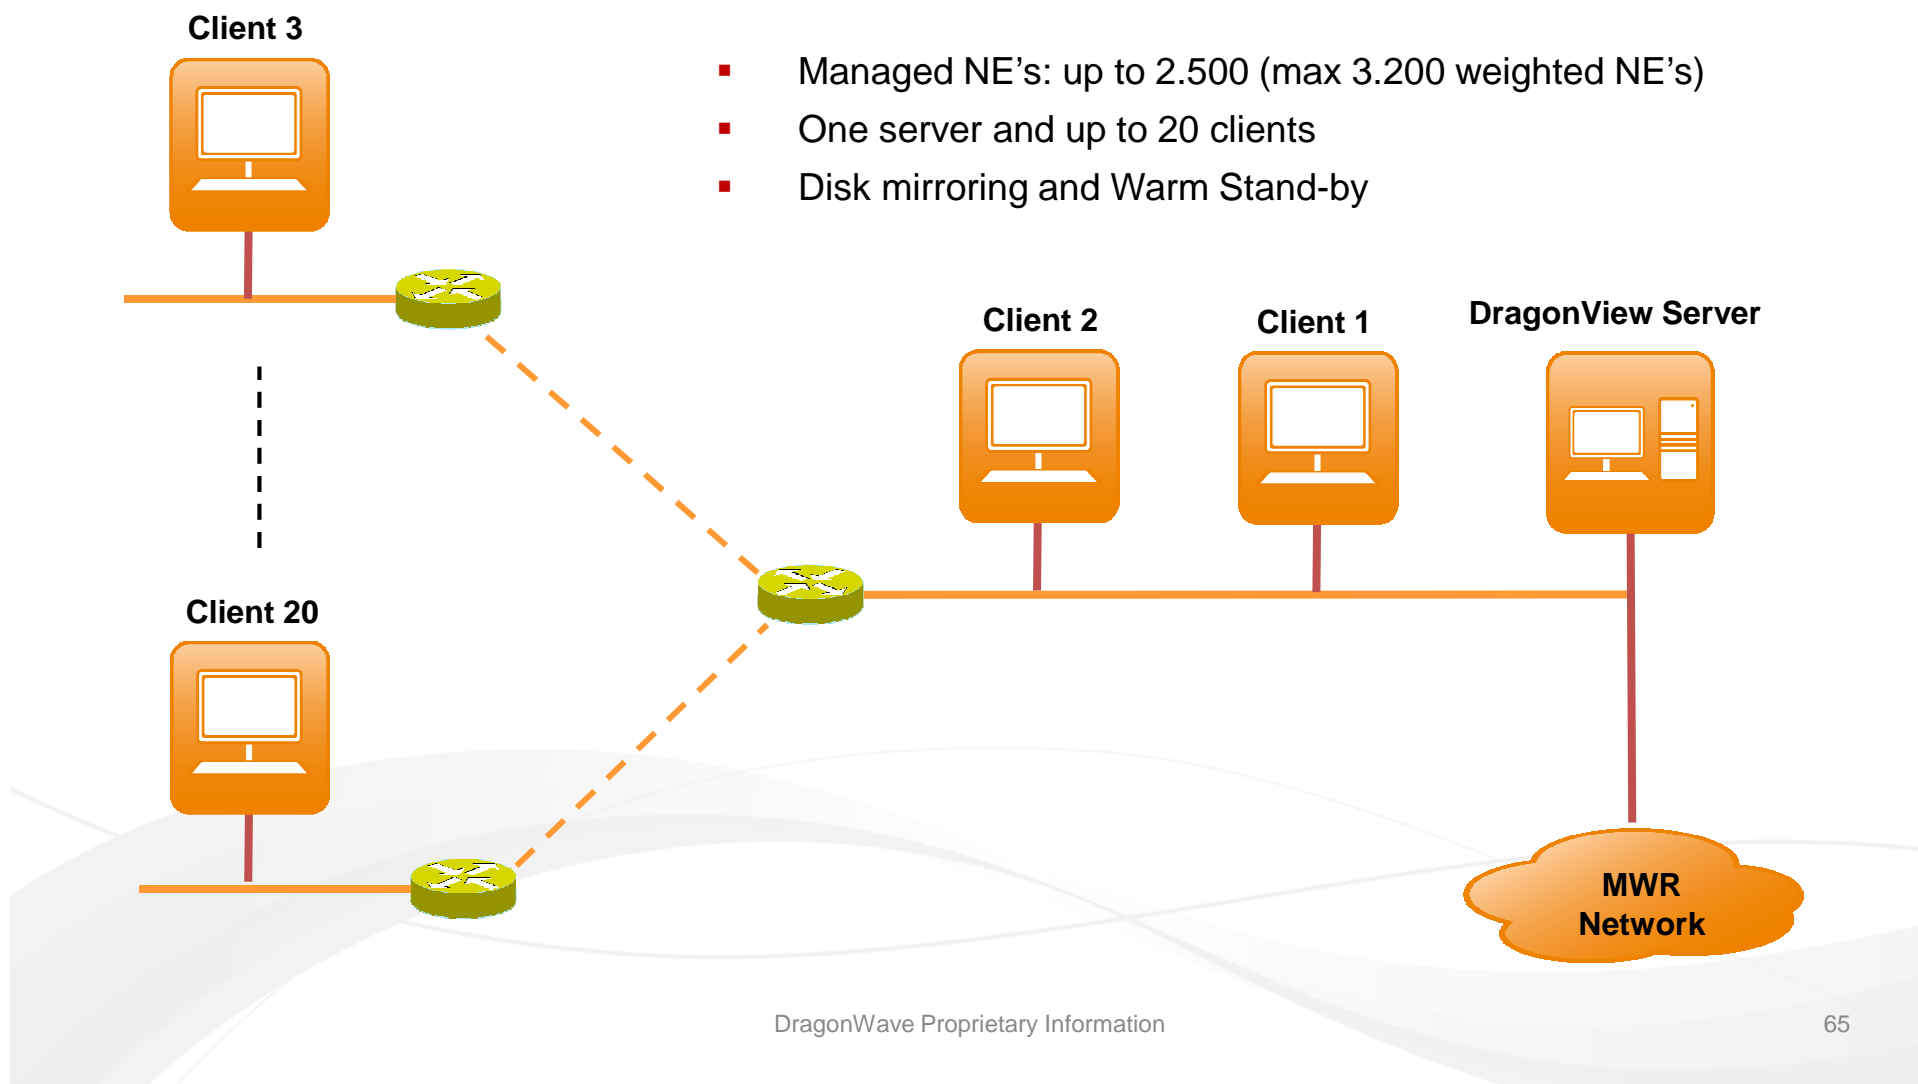 Client 3
▪ Managed NE's: up to 2.500 (max 3.200 weighted NE's)
▪ One server and up to 20 clients
▪ Disk mirroring and Warm Stand-by
Client 2
Client 1
DragonView Server
Client 20
MWR
Network
DragonWave Proprietary Information
65